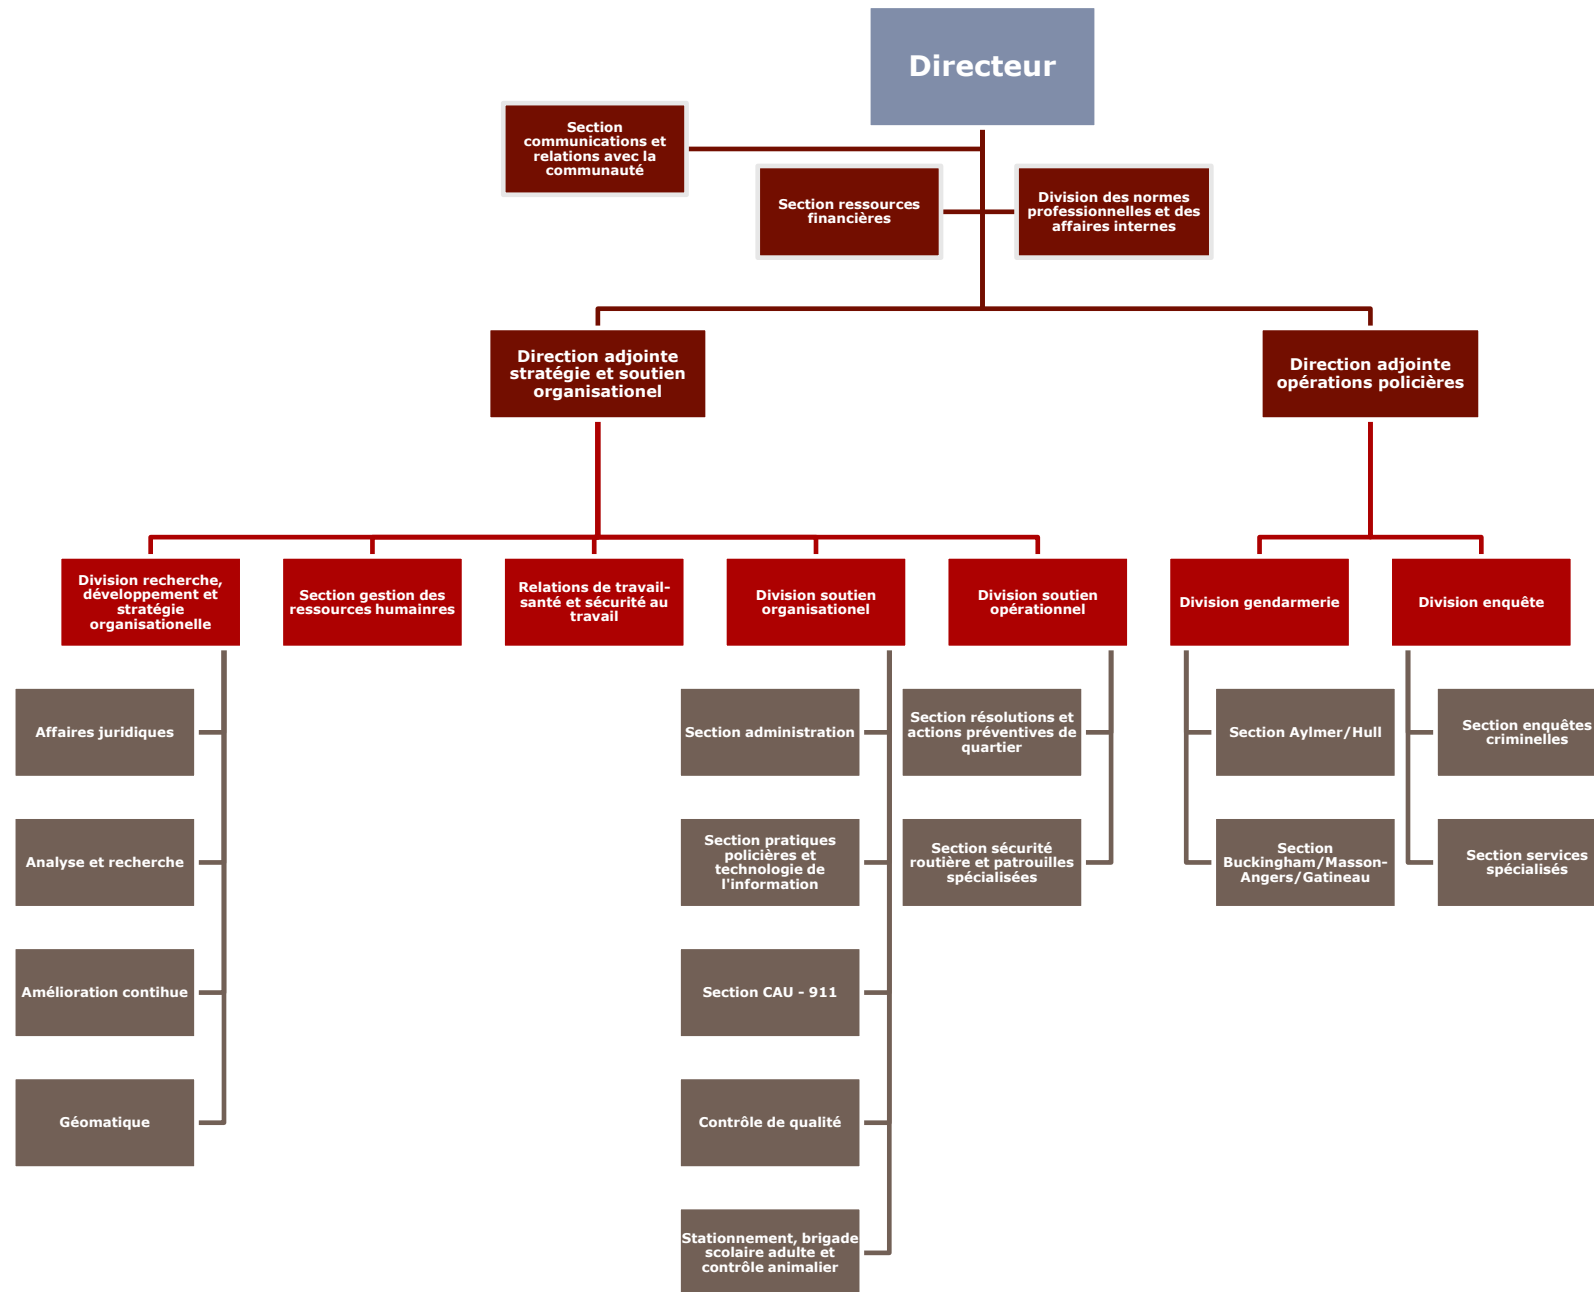 Directeur
Section
communications et
relations avec la
communauté
Section ressources
financières
Division des normes
professionnelles et des
affaires internes
Direction adjointe
stratégie et soutien
organisationel
Direction adjointe
opérations policières
Division recherche,
développement et
stratégie
organisationelle
Section gestion des
ressources humainres
Relations de travail-
santé et sécurité au
travail
Division soutien
organisationel
Division soutien
opérationnel
Division gendarmerie
Division enquête
Affaires juridiques
Section administration
Section résolutions et
actions préventives de
quartier
Section Aylmer/Hull
Section enquêtes
criminelles
Analyse et recherche
Section pratiques
policières et
technologie de
l'information
Section sécurité
routière et patrouilles
spécialisées
Section
Buckingham/Masson-
Angers/Gatineau
Section services
spécialisés
Amélioration contihue
Section CAU - 911
Géomatique
Contrôle de qualité
Stationnement, brigade
scolaire adulte et
contrôle animalier